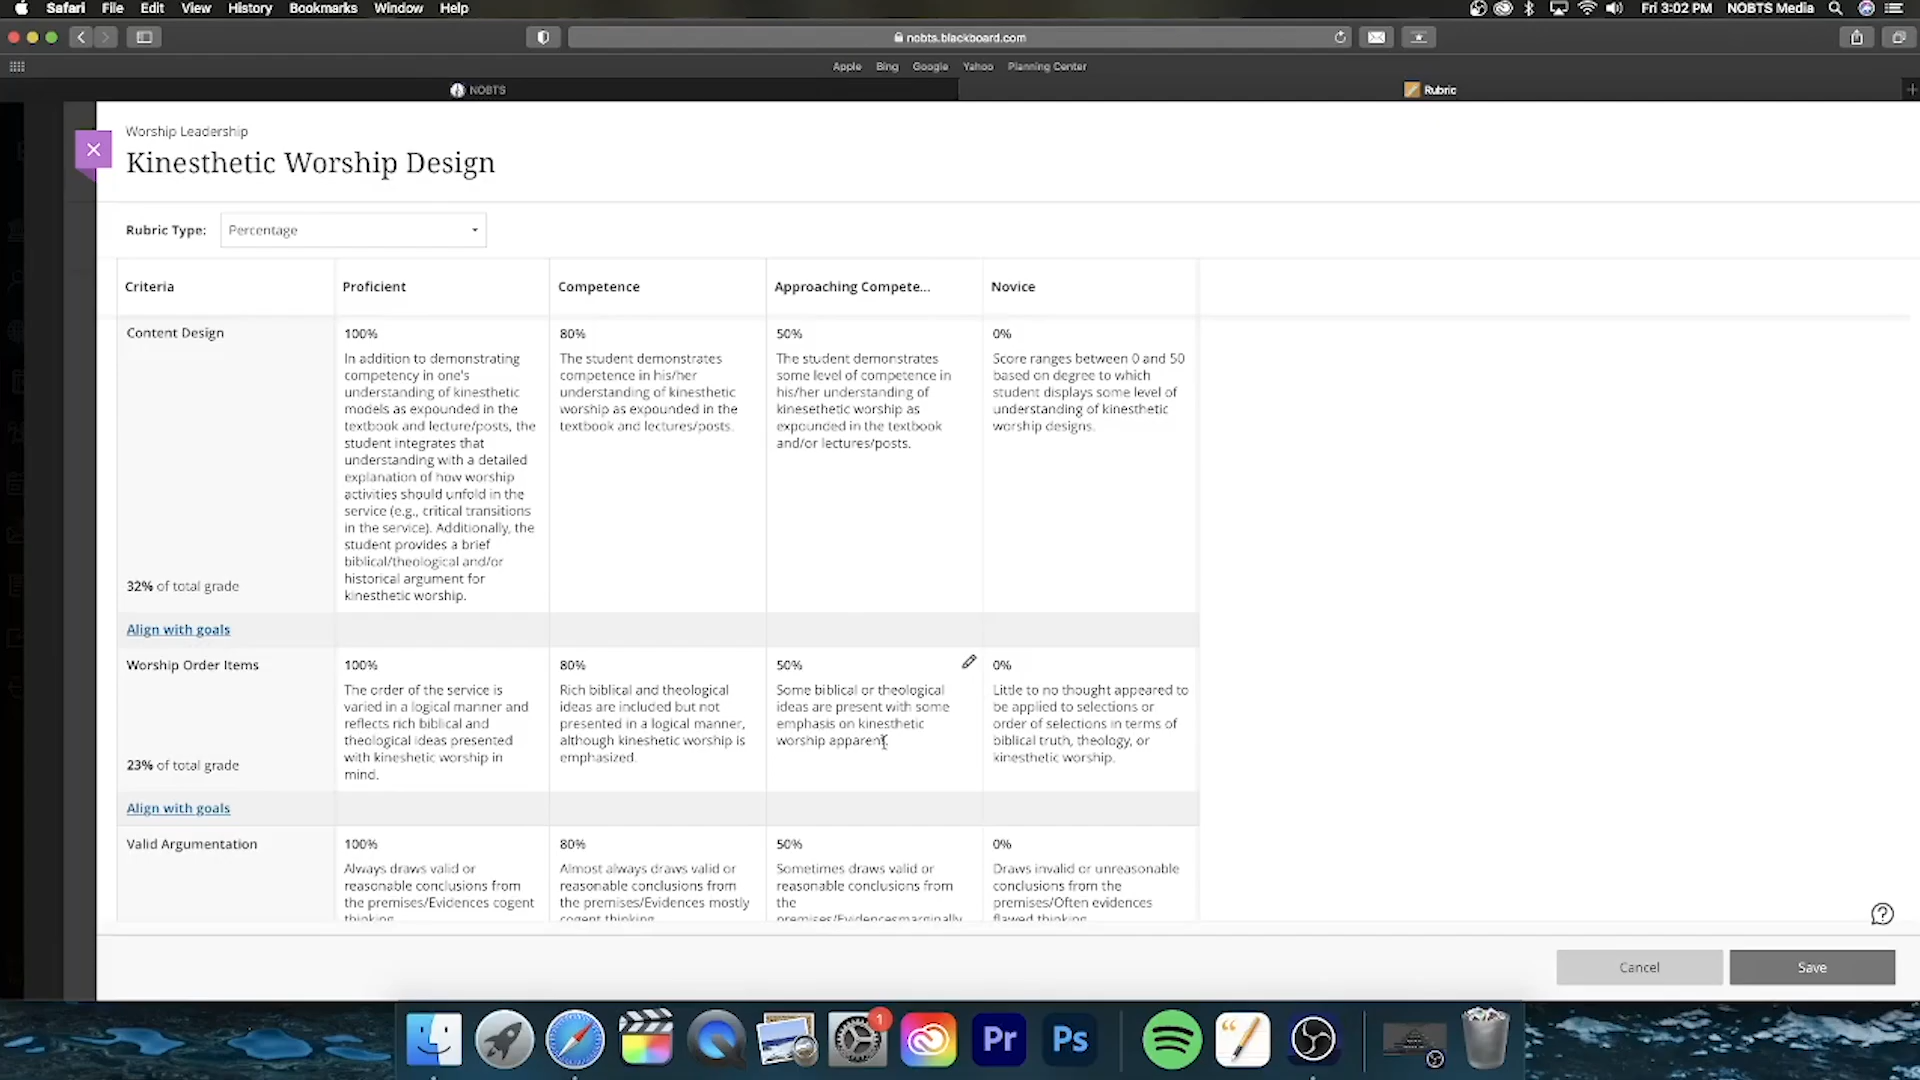 Safari File Edit View History Bookmarks Window Help
Fri 3:02 PM NOBTS Media
nobts.blackboard.com
Apple Bing Google Yahoo Planning Center
NOBTS
Rubric
Worship Leadership
Kinesthetic Worship Design
Rubric Type: Percentage
Criteria
Proficient
Competence
Approaching Compete...
Novice
Content Design
32% of total grade
100%
In addition to demonstrating
competency in one's
understanding of kinesthetic
models as expounded in the
textbook and lecture/posts, the
student integrates that
understanding with a detailed
explanation of how worship
activities should unfold in the
service (e.g., critical transitions
in the service). Additionally, the
student provides a brief
biblical/theological and/or
historical argument for
kinesthetic worship.
80%
The student demonstrates
competence in his/her
understanding of kinesthetic
worship as expounded in the
textbook and lectures/posts.
50%
The student demonstrates
some level of competence in
his/her understanding of
kinesethetic worship as
expounded in the textbook
and/or lectures/posts.
0%
Score ranges between 0 and 50
based on degree to which
student displays some level of
understanding of kinesthetic
worship designs.
Align with goals
Worship Order Items
23% of total grade
100%
The order of the service is
varied in a logical manner and
reflects rich biblical and
theological ideas presented
with kineshetic worship in
mind.
80%
Rich biblical and theological
ideas are included but not
presented in a logical manner,
although kineshetic worship is
emphasized.
50%
Some biblical or theological
ideas are present with some
emphasis on kinesthetic
worship apparent.
0%
Little to no thought appeared to
be applied to selections or
order of selections in terms of
biblical truth, theology, or
kinesthetic worship.
Align with goals
Valid Argumentation
100%
Always draws valid or
reasonable conclusions from
the premises/Evidences cogent
thinking
80%
Almost always draws valid or
reasonable conclusions from
the premises/Evidences mostly
cogent thinking
50%
Sometimes draws valid or
reasonable conclusions from
the
premises/Evidencesmarginally
0%
Draws invalid or unreasonable
conclusions from the
premises/Often evidences
flawed thinking
Cancel
Save
1
Pr
Ps